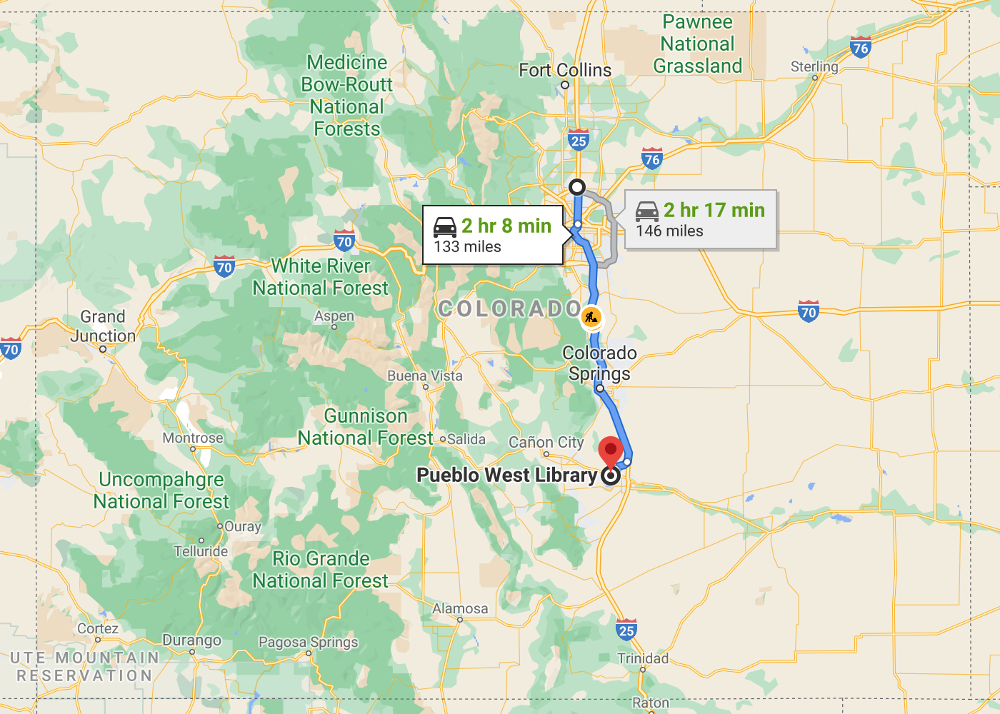 Pawnee
National
Grassland
76
Sterling
Medicine
Bow-Routt
National
Forests
Fort Collins
25
76
2 hr 8 min
133 miles
2 hr 17 min
146 miles
70
70
White River
National Forest
COLORADO
Aspen
Grand
Junction
70
70
Colorado
Springs
Buena Vista
Gunnison
National Forest
Salida
Cañon City
Montrose
Pueblo West Library
Uncompahgre
National Forest
Ouray
Telluride
Rio Grande
National Forest
Alamosa
Cortez
Durango
Pagosa Springs
25
Trinidad
UTE MOUNTAIN
RESERVATION
Raton